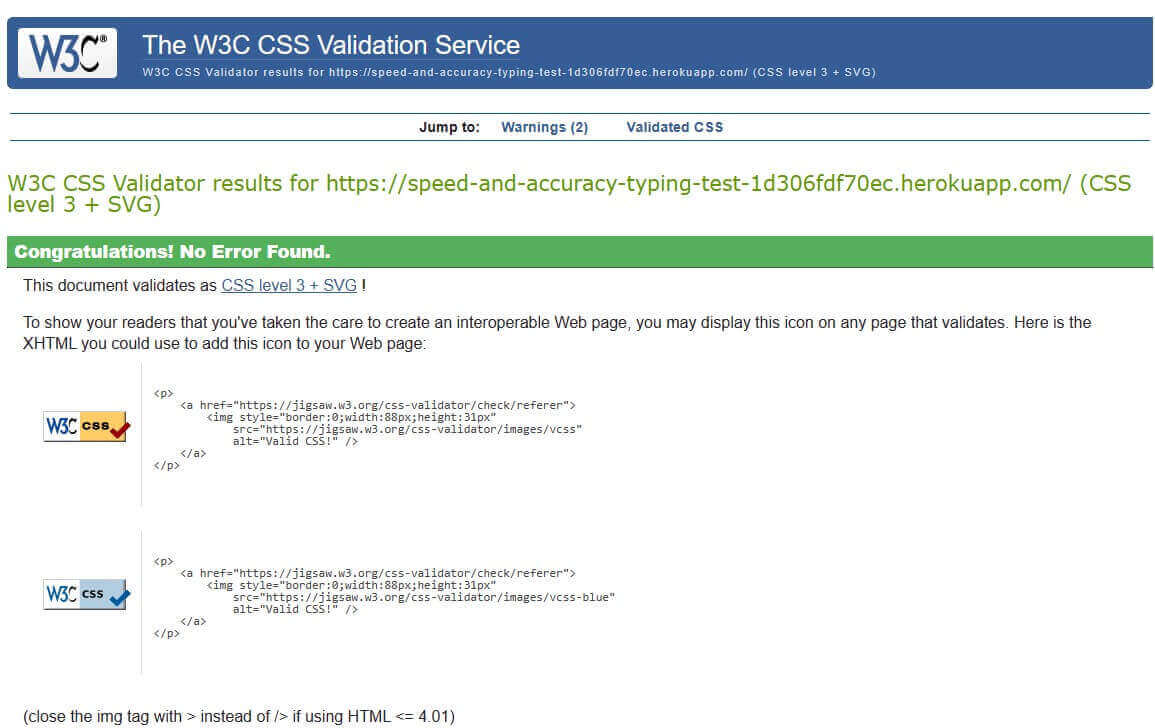 W3C®
The W3C CSS Validation Service
W3C CSS Validator results for https://speed-and-accuracy-typing-test-1d306fdf70ec.herokuapp.com/ (CSS level 3 + SVG)
Jump to: Warnings (2) Validated CSS
W3C CSS Validator results for https://speed-and-accuracy-typing-test-1d306fdf70ec.herokuapp.com/ (CSS
level 3 + SVG)
Congratulations! No Error Found.
This document validates as CSS level 3 + SVG !
To show your readers that you've taken the care to create an interoperable Web page, you may display this icon on any page that validates. Here is the
XHTML you could use to add this icon to your Web page:
W3C css
<p>
    <a href="https://jigsaw.w3.org/css-validator/check/referer">
        <img style="border:0;width:88px;height:31px"
            src="https://jigsaw.w3.org/css-validator/images/vcss"
            alt="Valid CSS!" />
    </a>
</p>
W3C css
<p>
    <a href="https://jigsaw.w3.org/css-validator/check/referer">
        <img style="border:0;width:88px;height:31px"
            src="https://jigsaw.w3.org/css-validator/images/vcss-blue"
            alt="Valid CSS!" />
    </a>
</p>
(close the img tag with > instead of /> if using HTML <= 4.01)